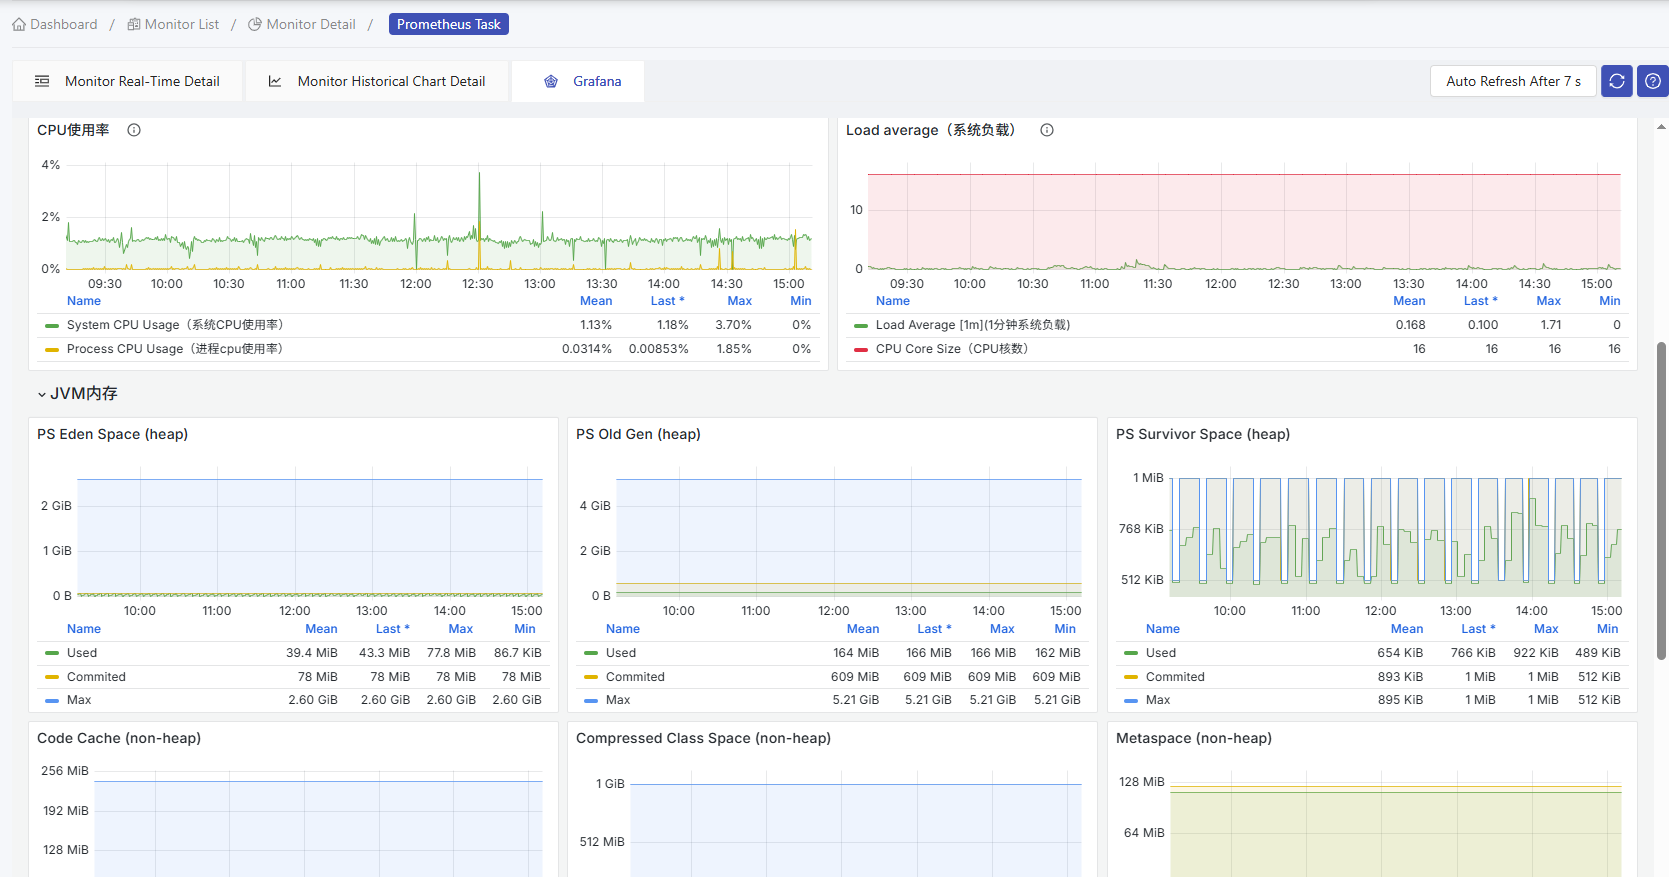 Dashboard / Monitor List / Monitor Detail / Prometheus Task
Monitor Real-Time Detail Monitor Historical Chart Detail Grafana Auto Refresh After 7 s
CPU使用率
4%
2%
0%
09:30 10:00 10:30 11:00 11:30 12:00 12:30 13:00 13:30 14:00 14:30 15:00
Name Mean Last * Max Min
System CPU Usage（系统CPU使用率） 1.13% 1.18% 3.70% 0%
Process CPU Usage（进程cpu使用率） 0.0314% 0.00853% 1.85% 0%
Load average（系统负载）
10
0
09:30 10:00 10:30 11:00 11:30 12:00 12:30 13:00 13:30 14:00 14:30 15:00
Name Mean Last * Max Min
Load Average [1m](1分钟系统负载) 0.168 0.100 1.71 0
CPU Core Size（CPU核数） 16 16 16 16
JVM内存
PS Eden Space (heap)
2 GiB
1 GiB
0 B
10:00 11:00 12:00 13:00 14:00 15:00
Name Mean Last * Max Min
Used 39.4 MiB 43.3 MiB 77.8 MiB 86.7 KiB
Commited 78 MiB 78 MiB 78 MiB 78 MiB
Max 2.60 GiB 2.60 GiB 2.60 GiB 2.60 GiB
PS Old Gen (heap)
4 GiB
2 GiB
0 B
10:00 11:00 12:00 13:00 14:00 15:00
Name Mean Last * Max Min
Used 164 MiB 166 MiB 166 MiB 162 MiB
Commited 609 MiB 609 MiB 609 MiB 609 MiB
Max 5.21 GiB 5.21 GiB 5.21 GiB 5.21 GiB
PS Survivor Space (heap)
1 MiB
768 KiB
512 KiB
10:00 11:00 12:00 13:00 14:00 15:00
Name Mean Last * Max Min
Used 654 KiB 766 KiB 922 KiB 489 KiB
Commited 893 KiB 1 MiB 1 MiB 512 KiB
Max 895 KiB 1 MiB 1 MiB 512 KiB
Code Cache (non-heap)
256 MiB
192 MiB
128 MiB
Compressed Class Space (non-heap)
1 GiB
512 MiB
Metaspace (non-heap)
128 MiB
64 MiB